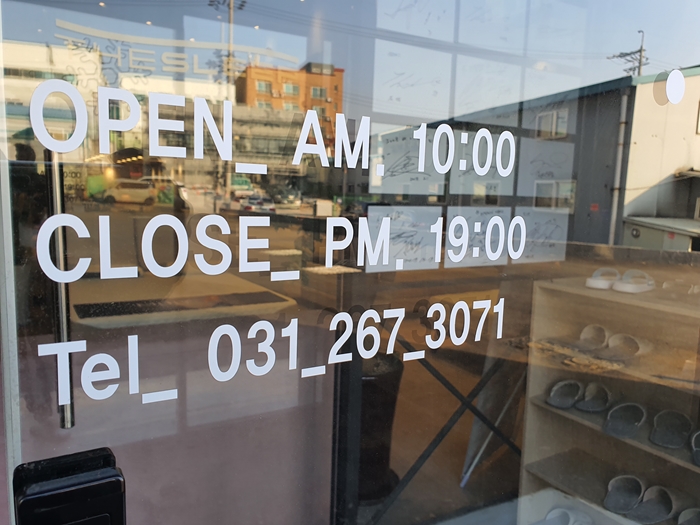 OPEN_ AM. 10:00
CLOSE_ PM. 19:00
Tel_ 031_267_3071